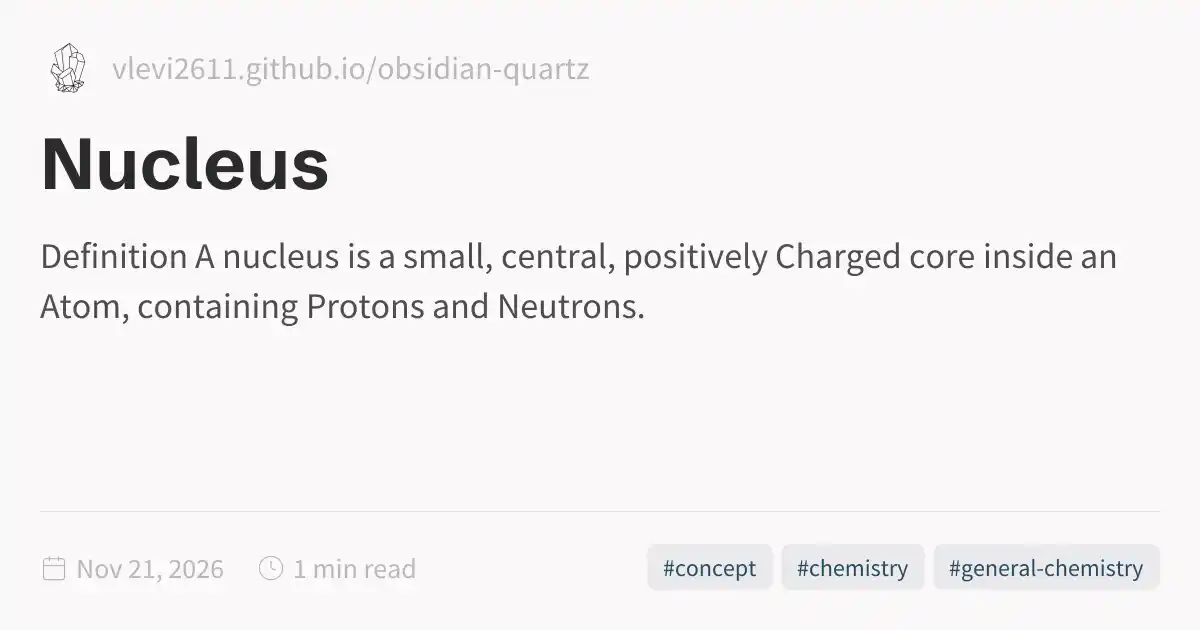 vlevi2611.github.io/obsidian-quartz
Nucleus
Definition A nucleus is a small, central, positively Charged core inside an
Atom, containing Protons and Neutrons.
Nov 21, 2026 1 min read #concept #chemistry #general-chemistry